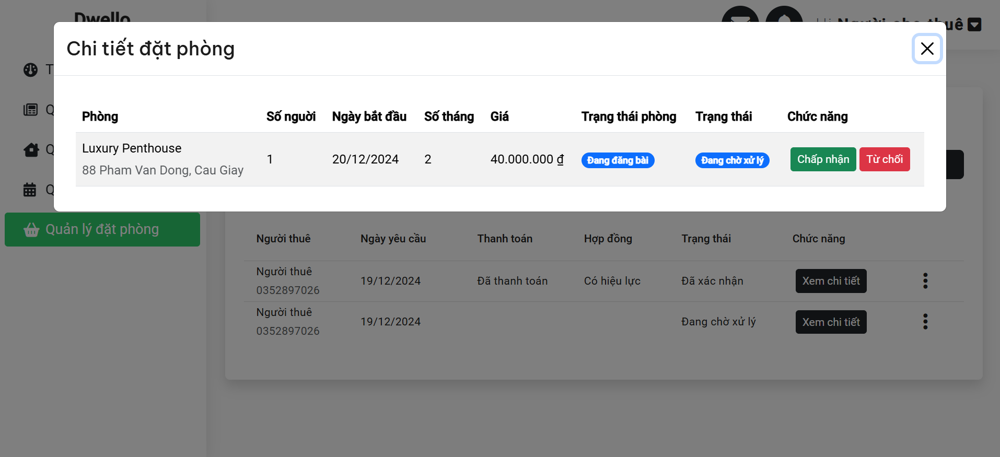 Dwello
Người cho thuê
Chi tiết đặt phòng
Phòng Số người Ngày bắt đầu Số tháng Giá Trạng thái phòng Trạng thái Chức năng
Luxury Penthouse
88 Pham Van Dong, Cau Giay
1 20/12/2024 2 40.000.000 ₫ Đang đăng bài Đang chờ xử lý Chấp nhận Từ chối
Quản lý đặt phòng
Người thuê Ngày yêu cầu Thanh toán Hợp đồng Trạng thái Chức năng
Người thuê
0352897026
19/12/2024 Đã thanh toán Có hiệu lực Đã xác nhận Xem chi tiết
Người thuê
0352897026
19/12/2024 Đang chờ xử lý Xem chi tiết